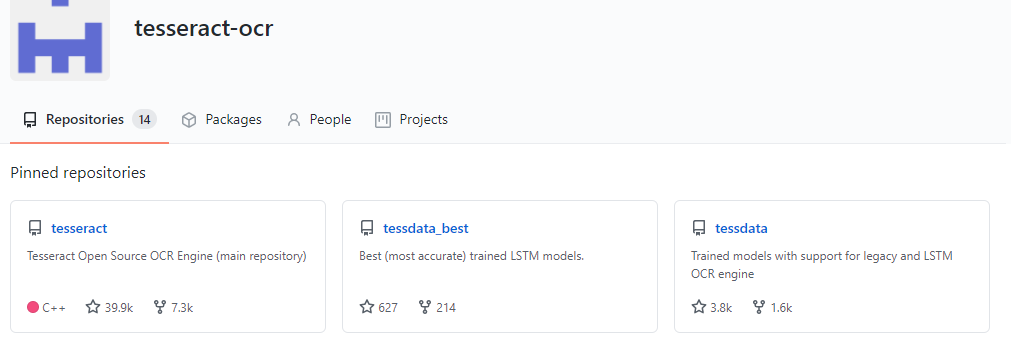 tesseract-ocr
Repositories 14 Packages People Projects
Pinned repositories
tesseract
Tesseract Open Source OCR Engine (main repository)
C++ 39.9k 7.3k
tessdata_best
Best (most accurate) trained LSTM models.
627 214
tessdata
Trained models with support for legacy and LSTM
OCR engine
3.8k 1.6k